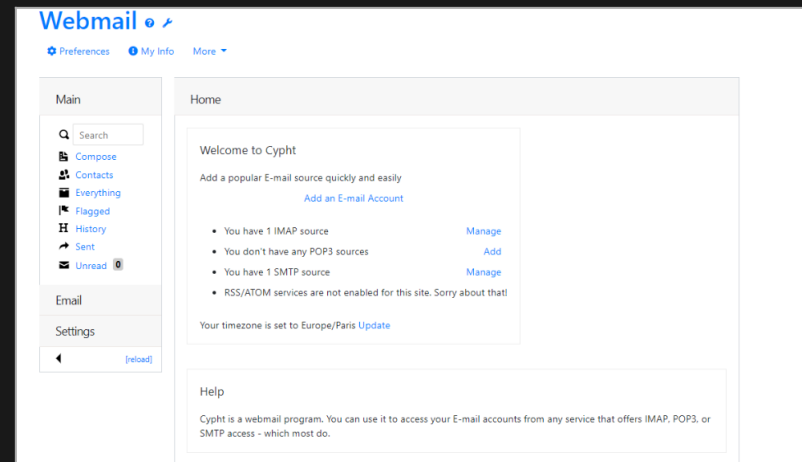 Webmail
Preferences My Info More
Main
Search
Compose
Contacts
Everything
Flagged
History
Sent
Unread 0
Email
Settings
[reload]
Home
Welcome to Cypht
Add a popular E-mail source quickly and easily
Add an E-mail Account
You have 1 IMAP source Manage
You don't have any POP3 sources Add
You have 1 SMTP source Manage
RSS/ATOM services are not enabled for this site. Sorry about that!
Your timezone is set to Europe/Paris Update
Help
Cypht is a webmail program. You can use it to access your E-mail accounts from any service that offers IMAP, POP3, or
SMTP access - which most do.